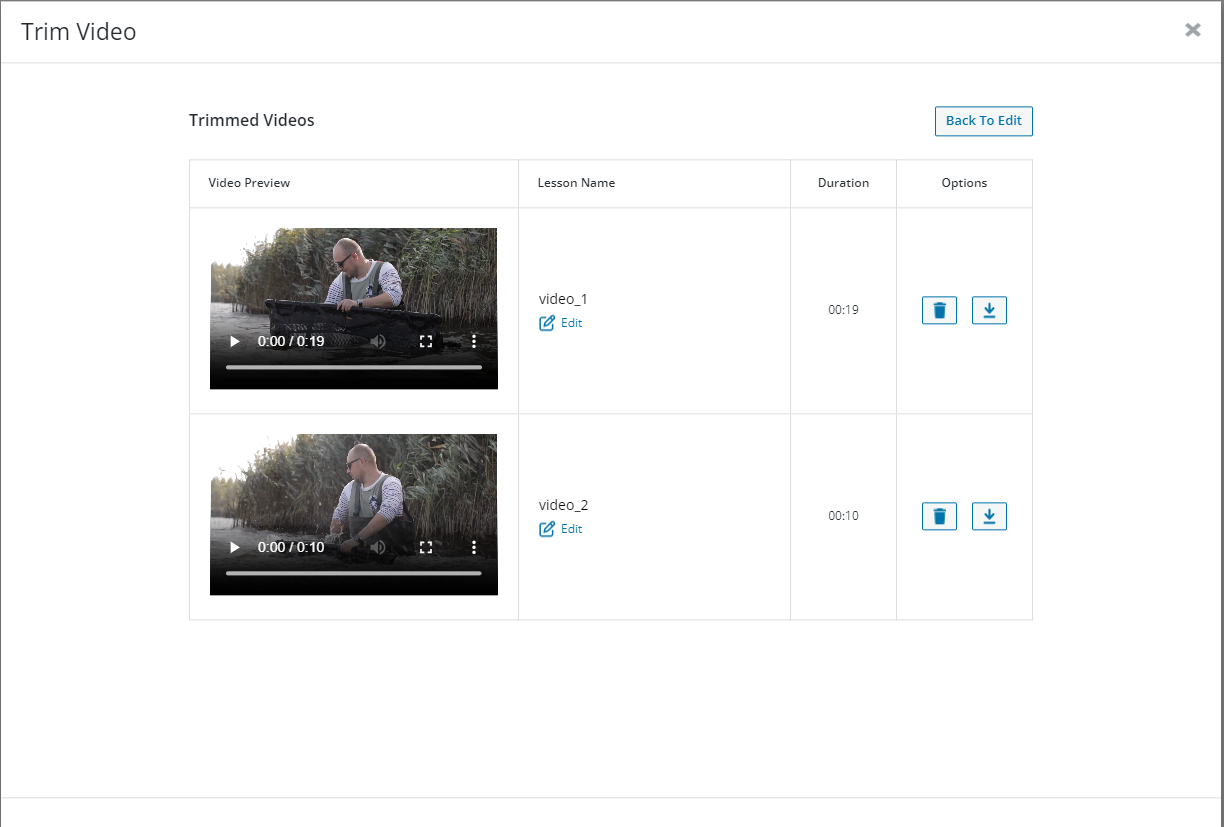 Trim Video
Trimmed Videos
Back To Edit
Video Preview
Lesson Name
Duration
Options
0:00 / 0:19
video_1
Edit
00:19
0:00 / 0:10
video_2
Edit
00:10